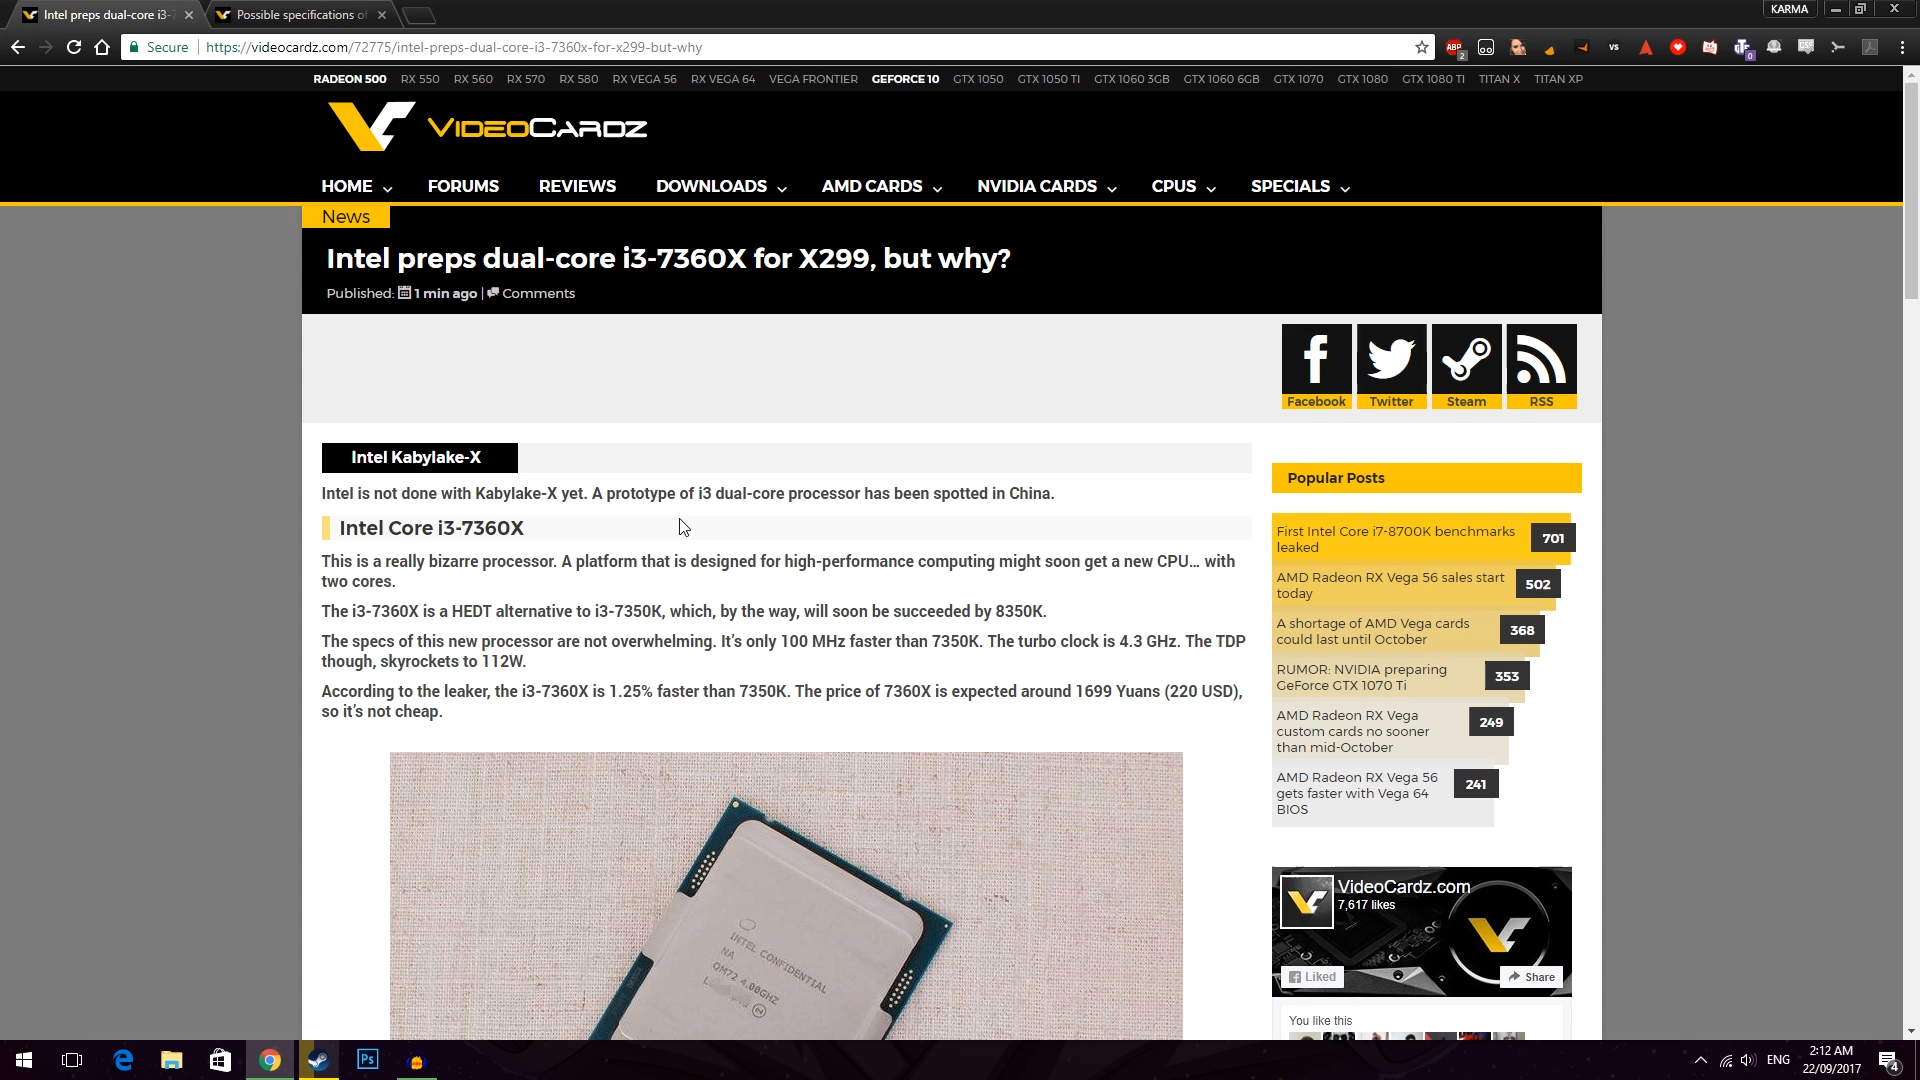 Intel preps dual-core i3-7
Possible specifications of
KARMA
Secure
https://videocardz.com/72775/intel-preps-dual-core-i3-7360x-for-x299-but-why
RADEON 500 RX 550 RX 560 RX 570 RX 580 RX VEGA 56 RX VEGA 64 VEGA FRONTIER GEFORCE 10 GTX 1050 GTX 1050 TI GTX 1060 3GB GTX 1060 6GB GTX 1070 GTX 1080 GTX 1080 TI TITAN X TITAN XP
VIDEOCARDZ
HOME FORUMS REVIEWS DOWNLOADS AMD CARDS NVIDIA CARDS CPUS SPECIALS
News
Intel preps dual-core i3-7360X for X299, but why?
Published: 1 min ago | Comments
Facebook Twitter Steam RSS
Intel Kabylake-X
Intel is not done with Kabylake-X yet. A prototype of i3 dual-core processor has been spotted in China.
Intel Core i3-7360X
This is a really bizarre processor. A platform that is designed for high-performance computing might soon get a new CPU… with
two cores.
The i3-7360X is a HEDT alternative to i3-7350K, which, by the way, will soon be succeeded by 8350K.
The specs of this new processor are not overwhelming. It's only 100 MHz faster than 7350K. The turbo clock is 4.3 GHz. The TDP
though, skyrockets to 112W.
According to the leaker, the i3-7360X is 1.25% faster than 7350K. The price of 7360X is expected around 1699 Yuans (220 USD),
so it's not cheap.
INTEL CONFIDENTIAL
NA
QM72 4.00GHZ
Popular Posts
First Intel Core i7-8700K benchmarks
leaked
701
AMD Radeon RX Vega 56 sales start
today
502
A shortage of AMD Vega cards
could last until October
368
RUMOR: NVIDIA preparing
GeForce GTX 1070 Ti
353
AMD Radeon RX Vega
custom cards no sooner
than mid-October
249
AMD Radeon RX Vega 56
gets faster with Vega 64
BIOS
241
VideoCardz.com
7,617 likes
Liked
Share
You like this
ENG
2:12 AM
22/09/2017
4